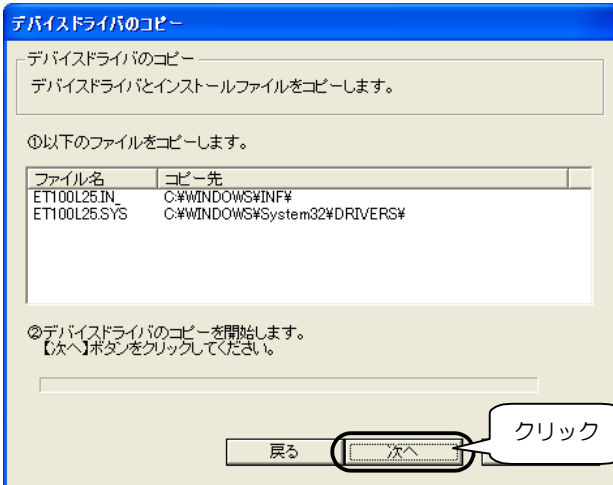 デバイスドライバのコピー
デバイスドライバのコピー
デバイスドライバとインストールファイルをコピーします。
①以下のファイルをコピーします。
ファイル名 コピー先
ET100L25.IN_ C:¥WINDOWS¥INF¥
ET100L25.SYS C:¥WINDOWS¥System32¥DRIVERS¥
②デバイスドライバのコピーを開始します。
【次へ】ボタンをクリックしてください。
クリック
戻る 次へ